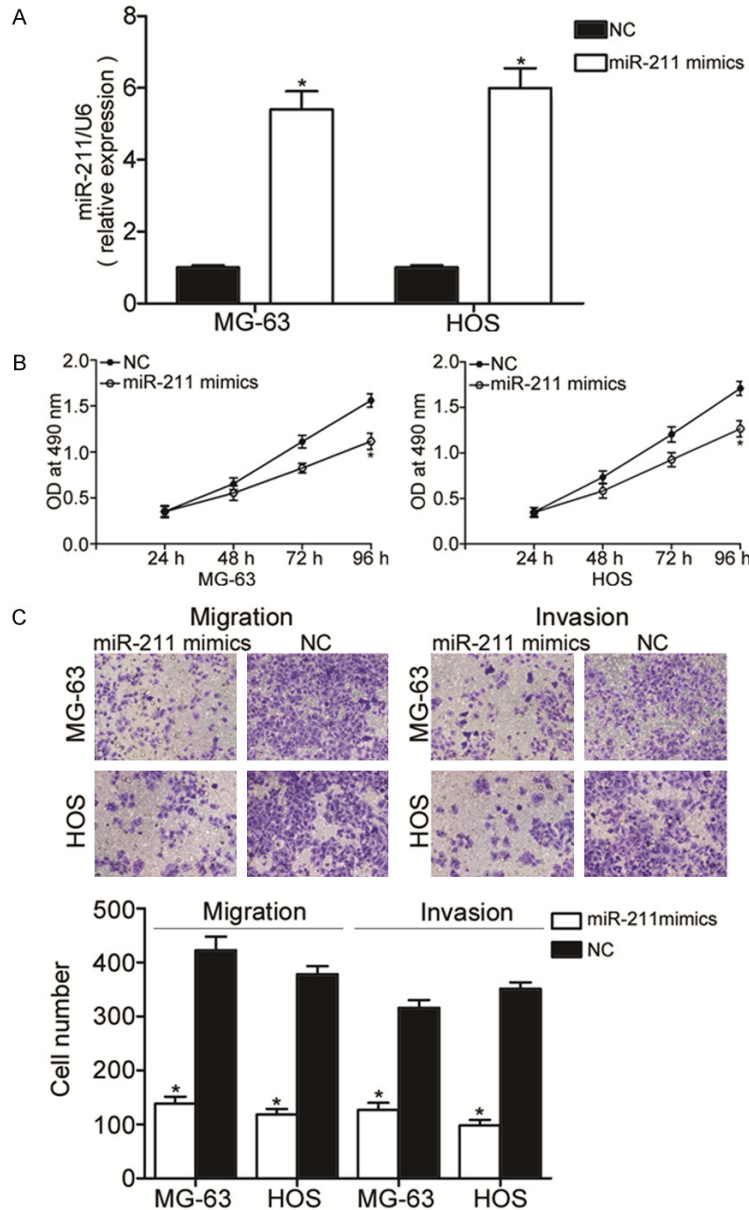 A
8
6
4
2
0
miR-211/U6
( relative expression )
NC
miR-211 mimics
*
*
MG-63
HOS
B
2.0
1.5
1.0
0.5
0.0
OD at 490 nm
NC
miR-211 mimics
*
24 h 48 h 72 h 96 h
MG-63
2.0
1.5
1.0
0.5
0.0
OD at 490 nm
NC
miR-211 mimics
*
24 h 48 h 72 h 96 h
HOS
C
Migration Invasion
miR-211 mimics NC miR-211 mimics NC
MG-63 MG-63
HOS HOS
500
400
300
200
100
0
Cell number
Migration Invasion
miR-211mimics
NC
* * * *
MG-63 HOS MG-63 HOS